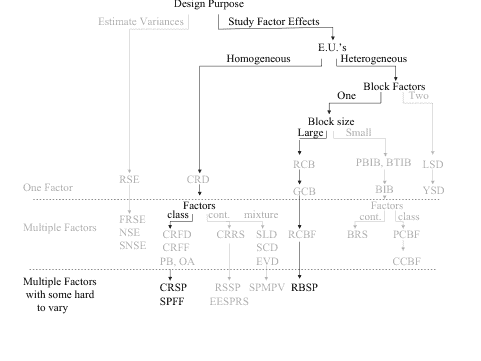 Design Purpose
Estimate Variances Study Factor Effects
E.U.'s
Homogeneous Heterogeneous
Block Factors
One Two
Block size
Large Small
RCB PBIB, BTIB LSD
RSE CRD
One Factor GCB BIB YSD
Factors Factors
class cont. mixture cont. class
FRSE
Multiple Factors NSE CRFD CRRS SLD RCBF BRS PCBF
SNSE CRFF SCD
PB, OA EVD CCBF
Multiple Factors CRSP RSSP SPMPV RBSP
with some hard SPFF EESPRS
to vary